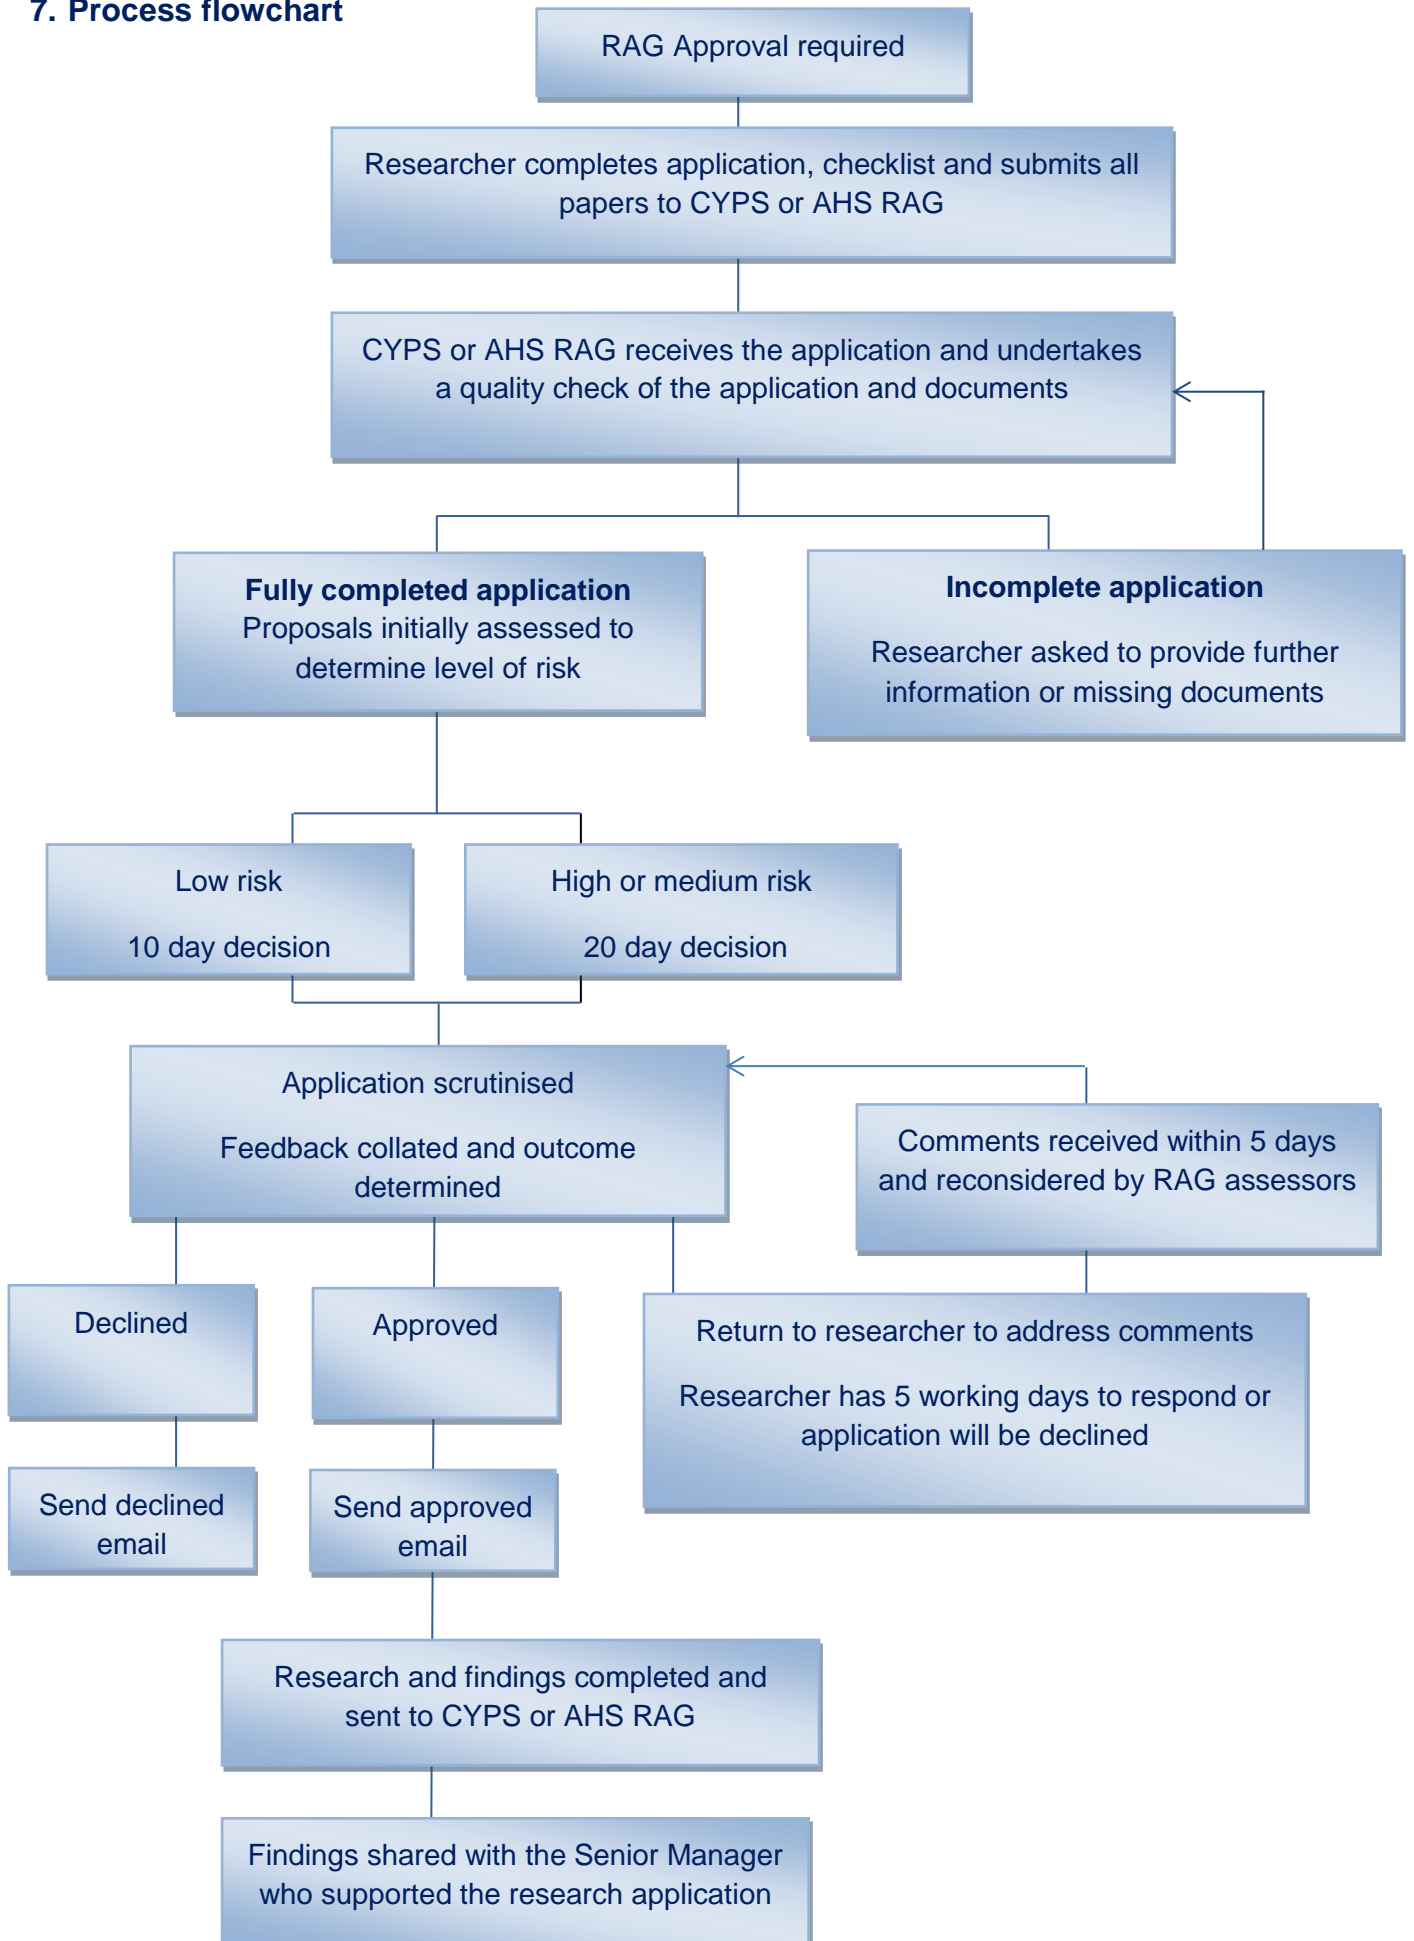 7. Process flowchart
RAG Approval required
Researcher completes application, checklist and submits all
papers to CYPS or AHS RAG
CYPS or AHS RAG receives the application and undertakes
a quality check of the application and documents
Fully completed application
Proposals initially assessed to
determine level of risk
Incomplete application
Researcher asked to provide further
information or missing documents
Low risk
10 day decision
High or medium risk
20 day decision
Application scrutinised
Feedback collated and outcome
determined
Comments received within 5 days
and reconsidered by RAG assessors
Declined
Approved
Return to researcher to address comments
Researcher has 5 working days to respond or
application will be declined
Send declined
email
Send approved
email
Research and findings completed and
sent to CYPS or AHS RAG
Findings shared with the Senior Manager
who supported the research application